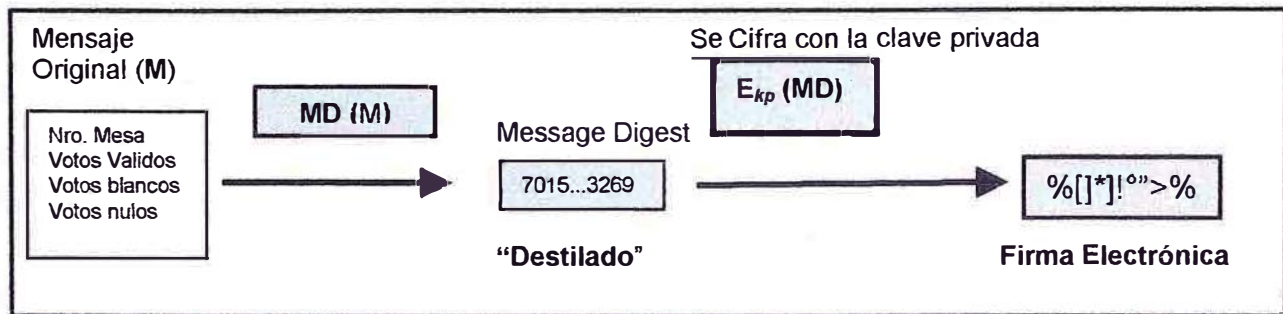 Mensaje
Original (M)
MD (M)
Se Cifra con la clave privada
E_kp (MD)
Nro. Mesa
Votos Validos
Votos blancos
Votos nulos
Message Digest
7015...3269
"Destilado"
%[]*]!º”>%
Firma Electrónica